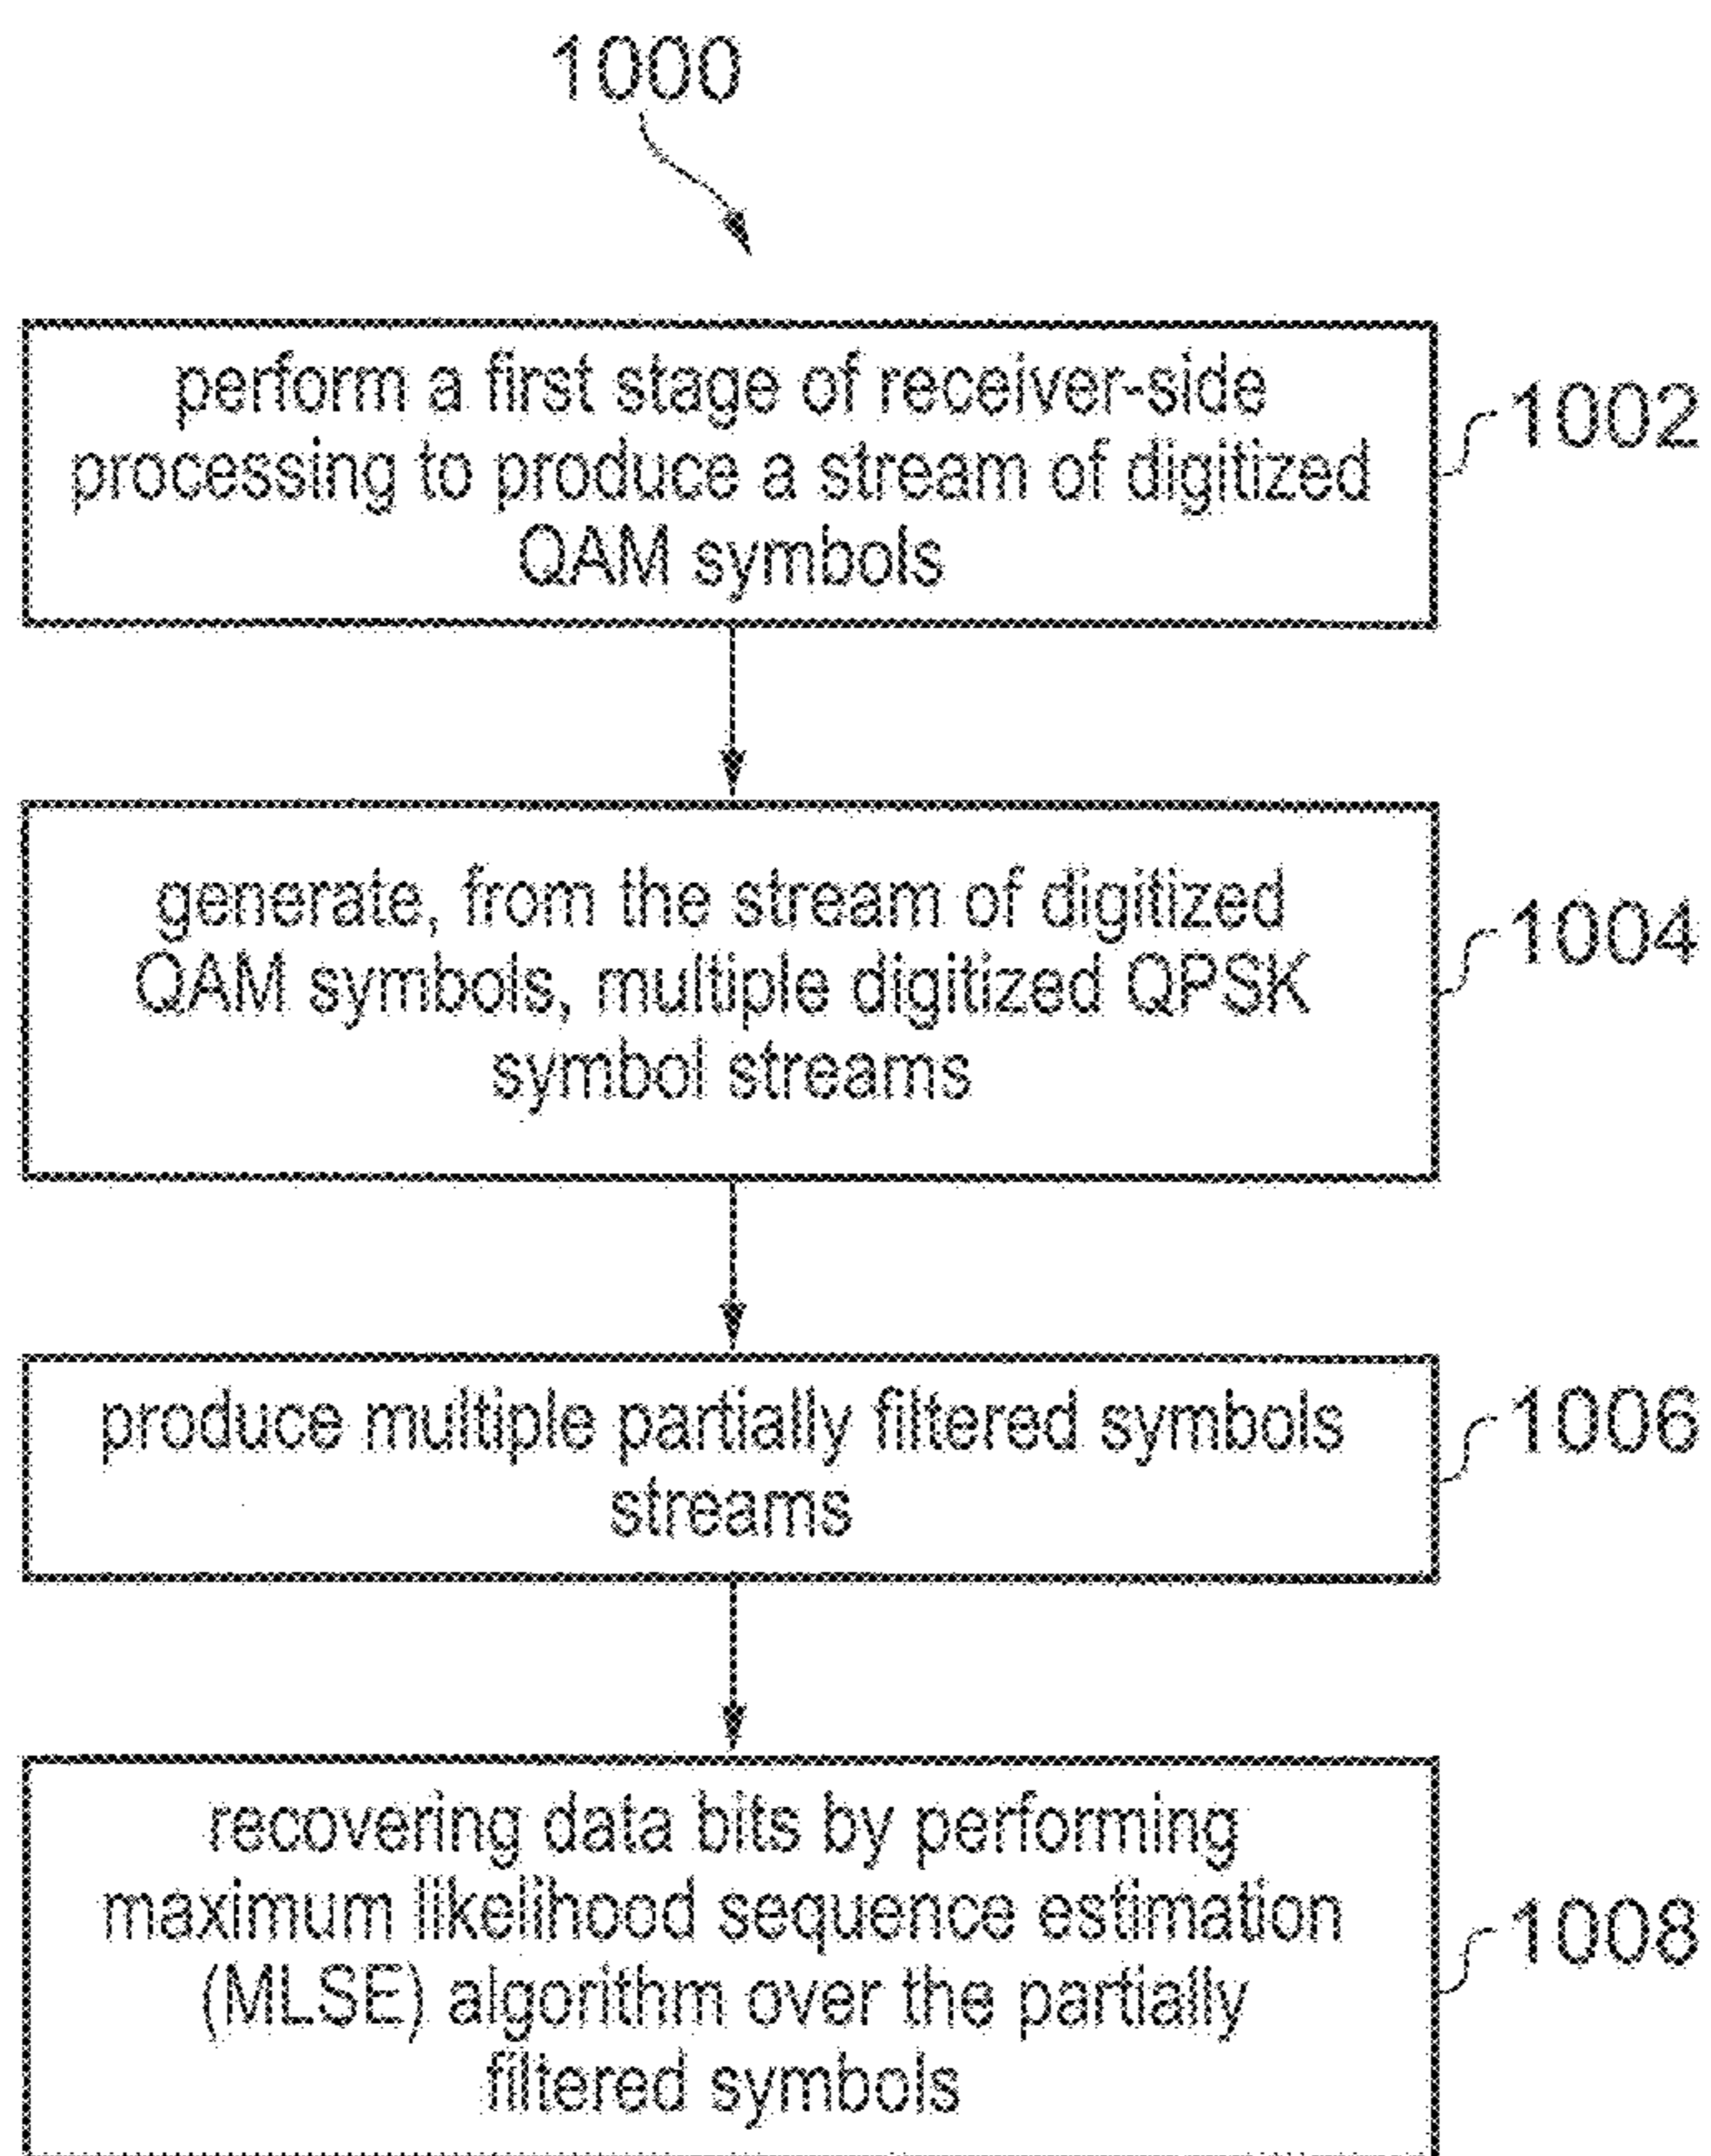 1000
perform a first stage of receiver-side
processing to produce a stream of digitized
QAM symbols
1002
generate, from the stream of digitized
QAM symbols, multiple digitized QPSK
symbol streams
1004
produce multiple partially filtered symbols
streams
1006
recovering data bits by performing
maximum likelihood sequence estimation
(MLSE) algorithm over the partially
filtered symbols
1008